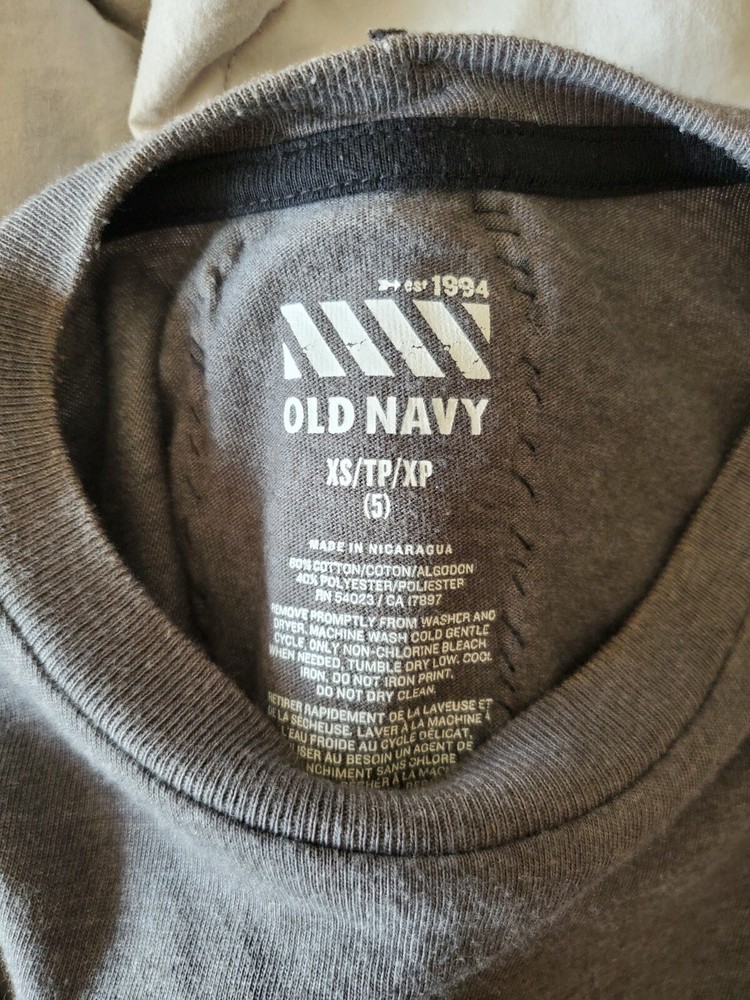 est 1994
OLD NAVY
XS/TP/XP
(5)
MADE IN NICARAGUA
60% COTTON/COTON/ALGODON
40% POLYESTER/POLIESTER
RN 54023 / CA 17897
REMOVE PROMPTLY FROM WASHER AND
DRYER. MACHINE WASH COLD GENTLE
CYCLE, ONLY NON-CHLORINE BLEACH
WHEN NEEDED, TUMBLE DRY LOW, COOL
IRON, DO NOT IRON PRINT,
DO NOT DRY CLEAN.
RETIRER RAPIDEMENT DE LA LAVEUSE ET
DE LA SÉCHEUSE, LAVER À LA MACHINE À
L'EAU FROIDE AU CYCLE DÉLICAT,
AU BESOIN UN AGENT DE
SANS CHLORE
À LA